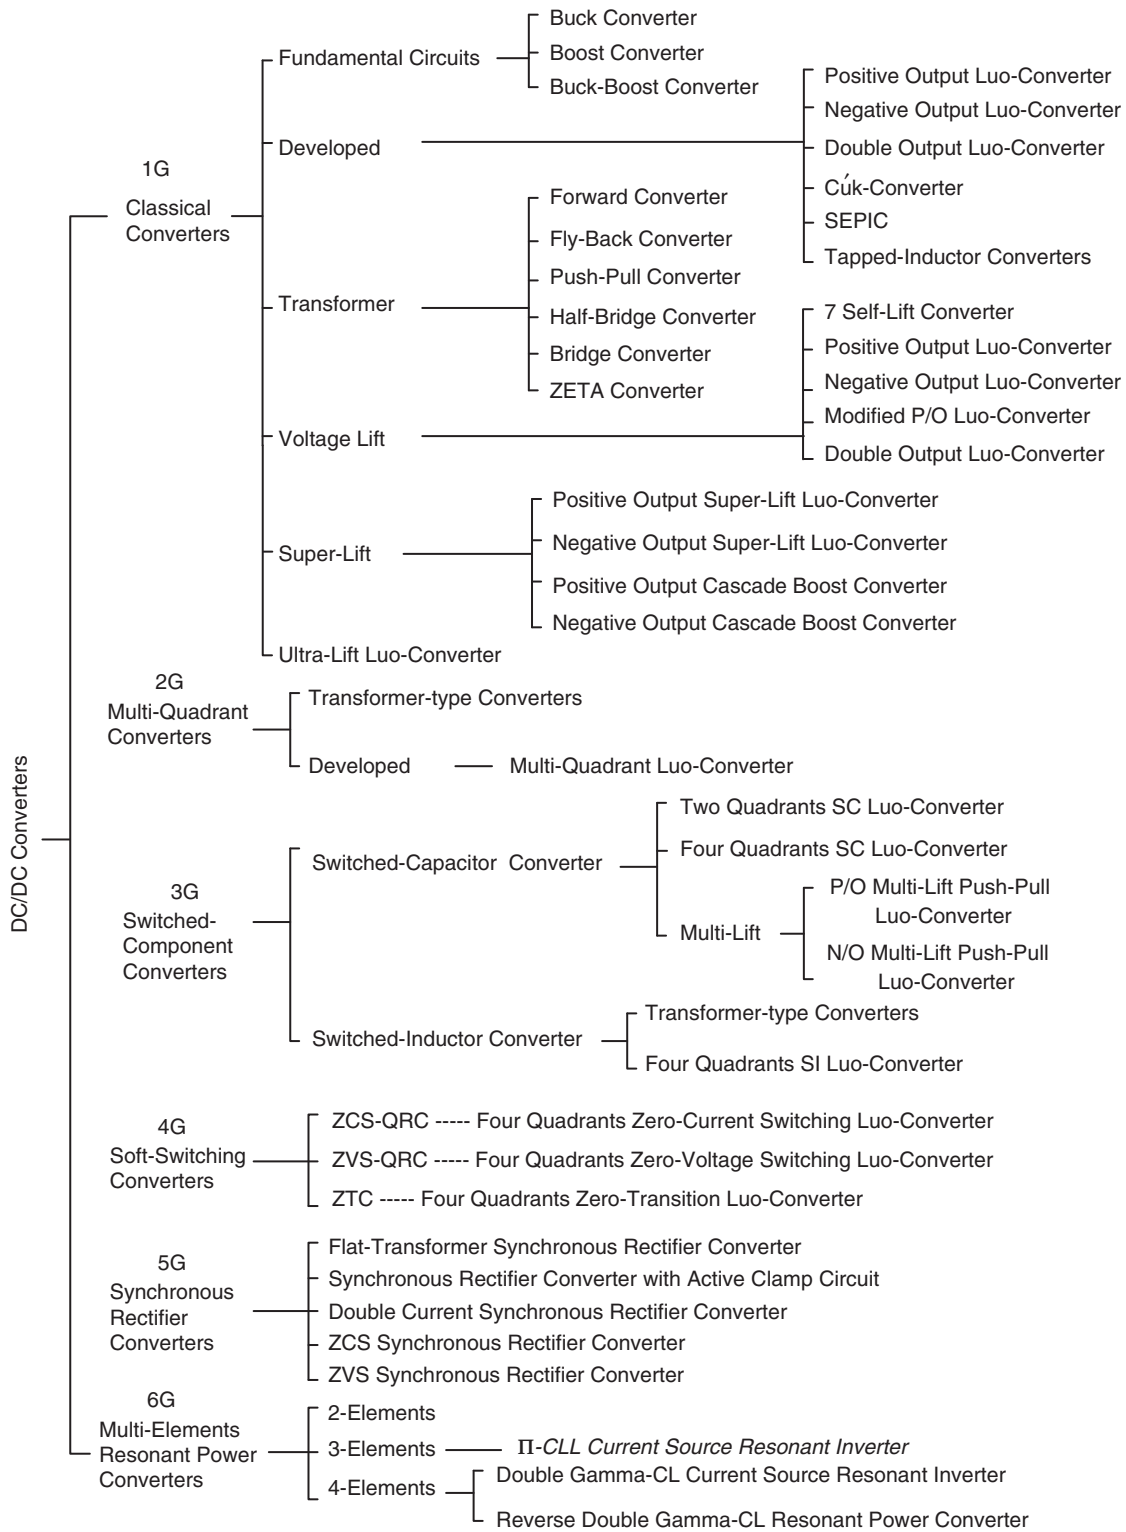 DC/DC Converters
1G
Classical
Converters
Fundamental Circuits
Buck Converter
Boost Converter
Buck-Boost Converter
Developed
Positive Output Luo-Converter
Negative Output Luo-Converter
Double Output Luo-Converter
Cúk-Converter
SEPIC
Tapped-Inductor Converters
Transformer
Forward Converter
Fly-Back Converter
Push-Pull Converter
Half-Bridge Converter
Bridge Converter
ZETA Converter
Voltage Lift
7 Self-Lift Converter
Positive Output Luo-Converter
Negative Output Luo-Converter
Modified P/O Luo-Converter
Double Output Luo-Converter
Super-Lift
Positive Output Super-Lift Luo-Converter
Negative Output Super-Lift Luo-Converter
Positive Output Cascade Boost Converter
Negative Output Cascade Boost Converter
Ultra-Lift Luo-Converter
2G
Multi-Quadrant
Converters
Transformer-type Converters
Developed
Multi-Quadrant Luo-Converter
3G
Switched-
Component
Converters
Switched-Capacitor Converter
Two Quadrants SC Luo-Converter
Four Quadrants SC Luo-Converter
Multi-Lift
P/O Multi-Lift Push-Pull
Luo-Converter
N/O Multi-Lift Push-Pull
Luo-Converter
Switched-Inductor Converter
Transformer-type Converters
Four Quadrants SI Luo-Converter
4G
Soft-Switching
Converters
ZCS-QRC ----- Four Quadrants Zero-Current Switching Luo-Converter
ZVS-QRC ----- Four Quadrants Zero-Voltage Switching Luo-Converter
ZTC ----- Four Quadrants Zero-Transition Luo-Converter
5G
Synchronous
Rectifier
Converters
Flat-Transformer Synchronous Rectifier Converter
Synchronous Rectifier Converter with Active Clamp Circuit
Double Current Synchronous Rectifier Converter
ZCS Synchronous Rectifier Converter
ZVS Synchronous Rectifier Converter
6G
Multi-Elements
Resonant Power
Converters
2-Elements
3-Elements
Π-CLL Current Source Resonant Inverter
4-Elements
Double Gamma-CL Current Source Resonant Inverter
Reverse Double Gamma-CL Resonant Power Converter